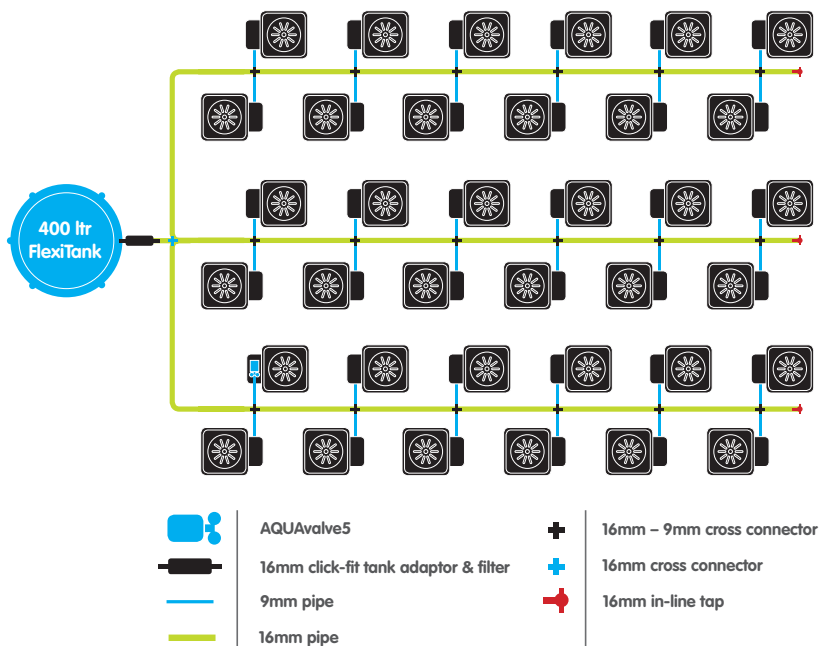 400 ltr
FlexiTank
AQUAvalve5
16mm click-fit tank adaptor & filter
9mm pipe
16mm pipe
16mm – 9mm cross connector
16mm cross connector
16mm in-line tap